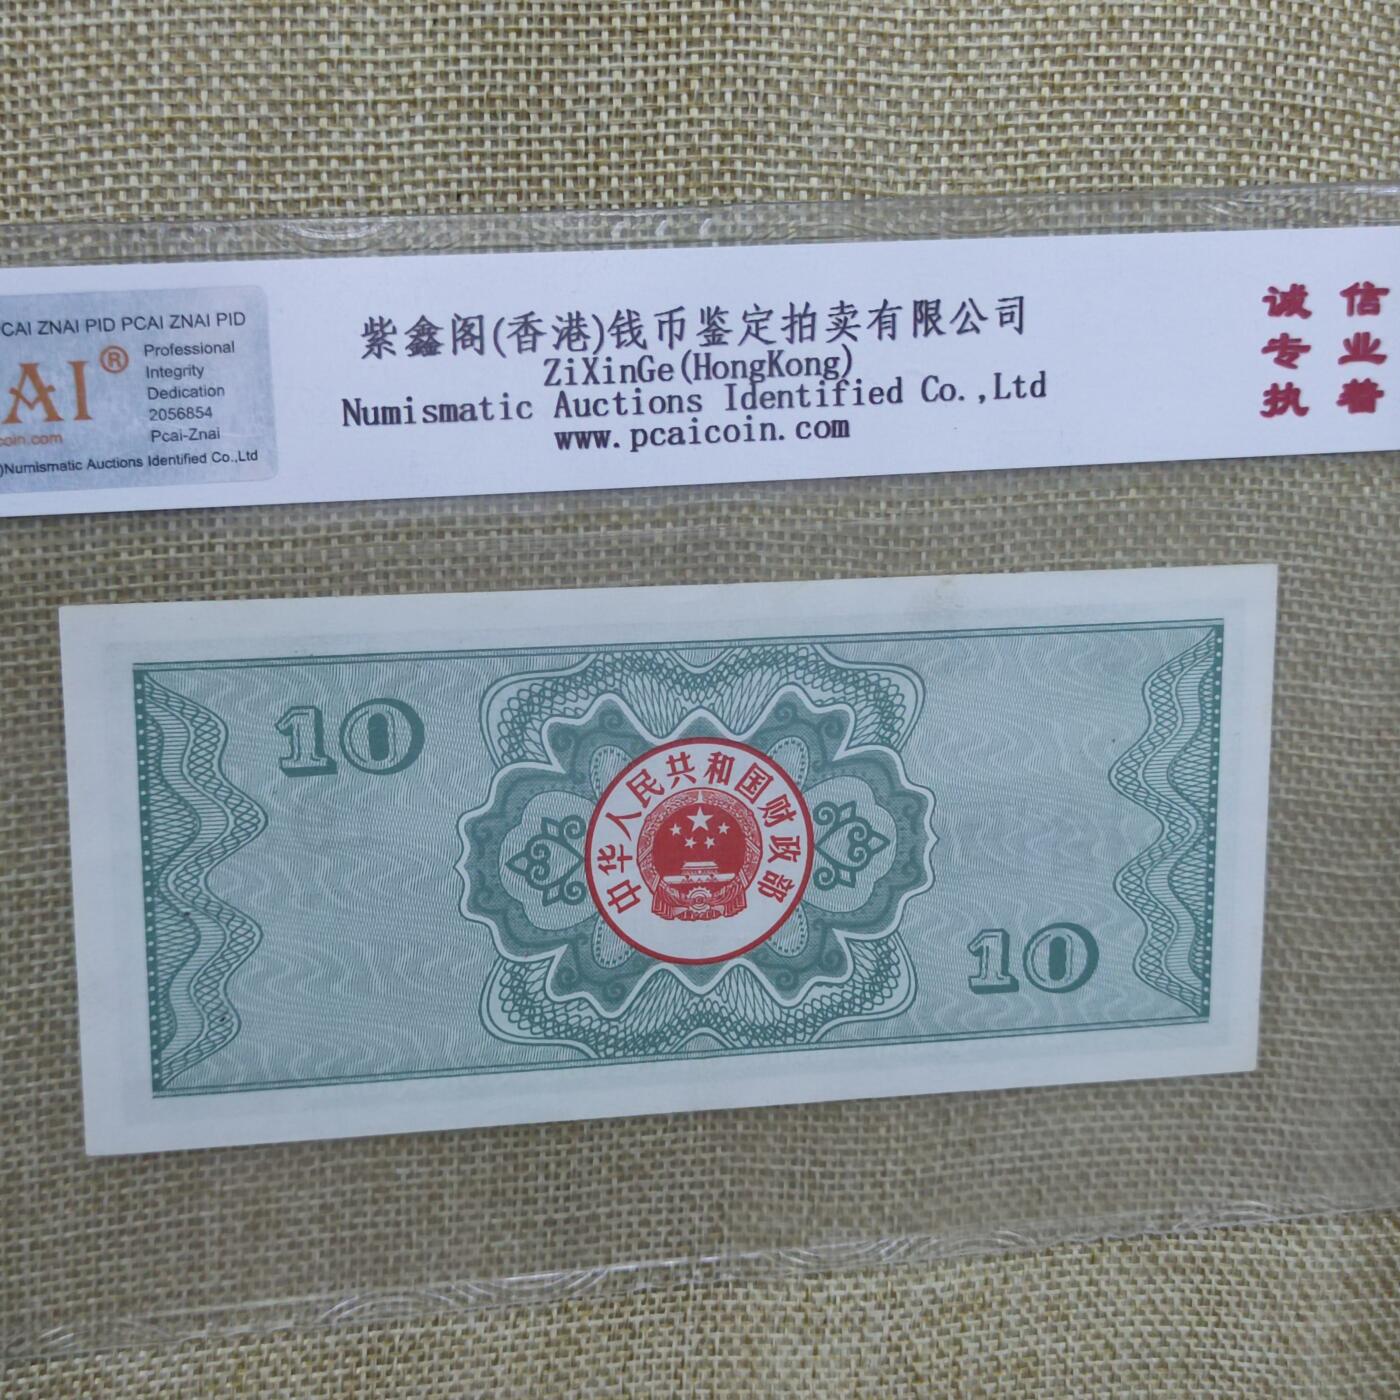 PCAI ZNAI PID PCAI ZNAI PID
AI®
Professional
Integrity
Dedication
2056854
Pcai-Znai
coin.com
)Numismatic Auctions Identified Co.,Ltd
紫鑫阁(香港)钱币鉴定拍卖有限公司
ZiXinGe(HongKong)
Numismatic Auctions Identified Co.,Ltd
www.pcaicoin.com
诚信
专业
执着
10
中华人民共和国财政部
10